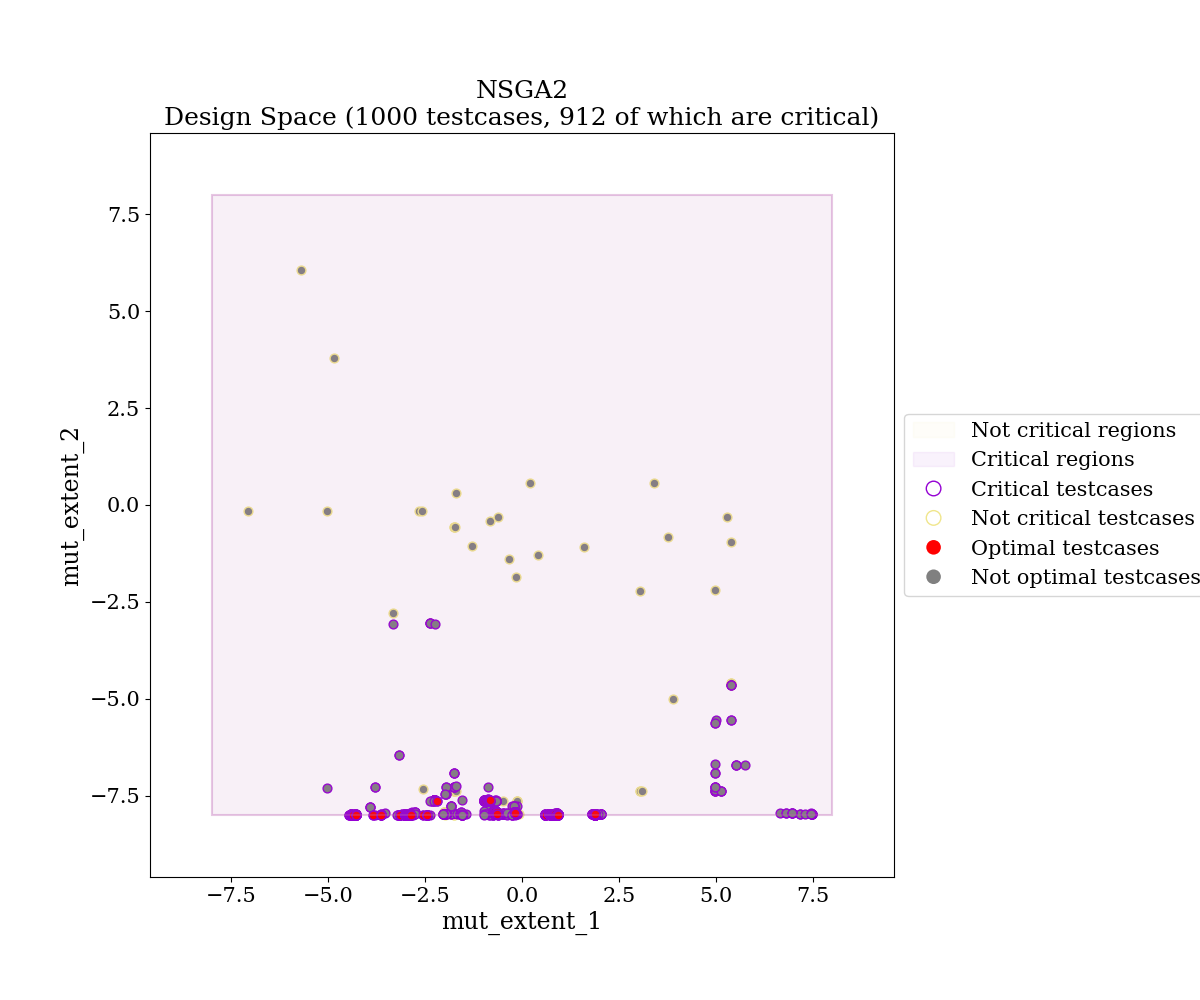 NSGA2
Design Space (1000 testcases, 912 of which are critical)
7.5
5.0
2.5
0.0
−2.5
−5.0
−7.5
mut_extent_2
−7.5
−5.0
−2.5
0.0
2.5
5.0
7.5
mut_extent_1
Not critical regions
Critical regions
Critical testcases
Not critical testcases
Optimal testcases
Not optimal testcases